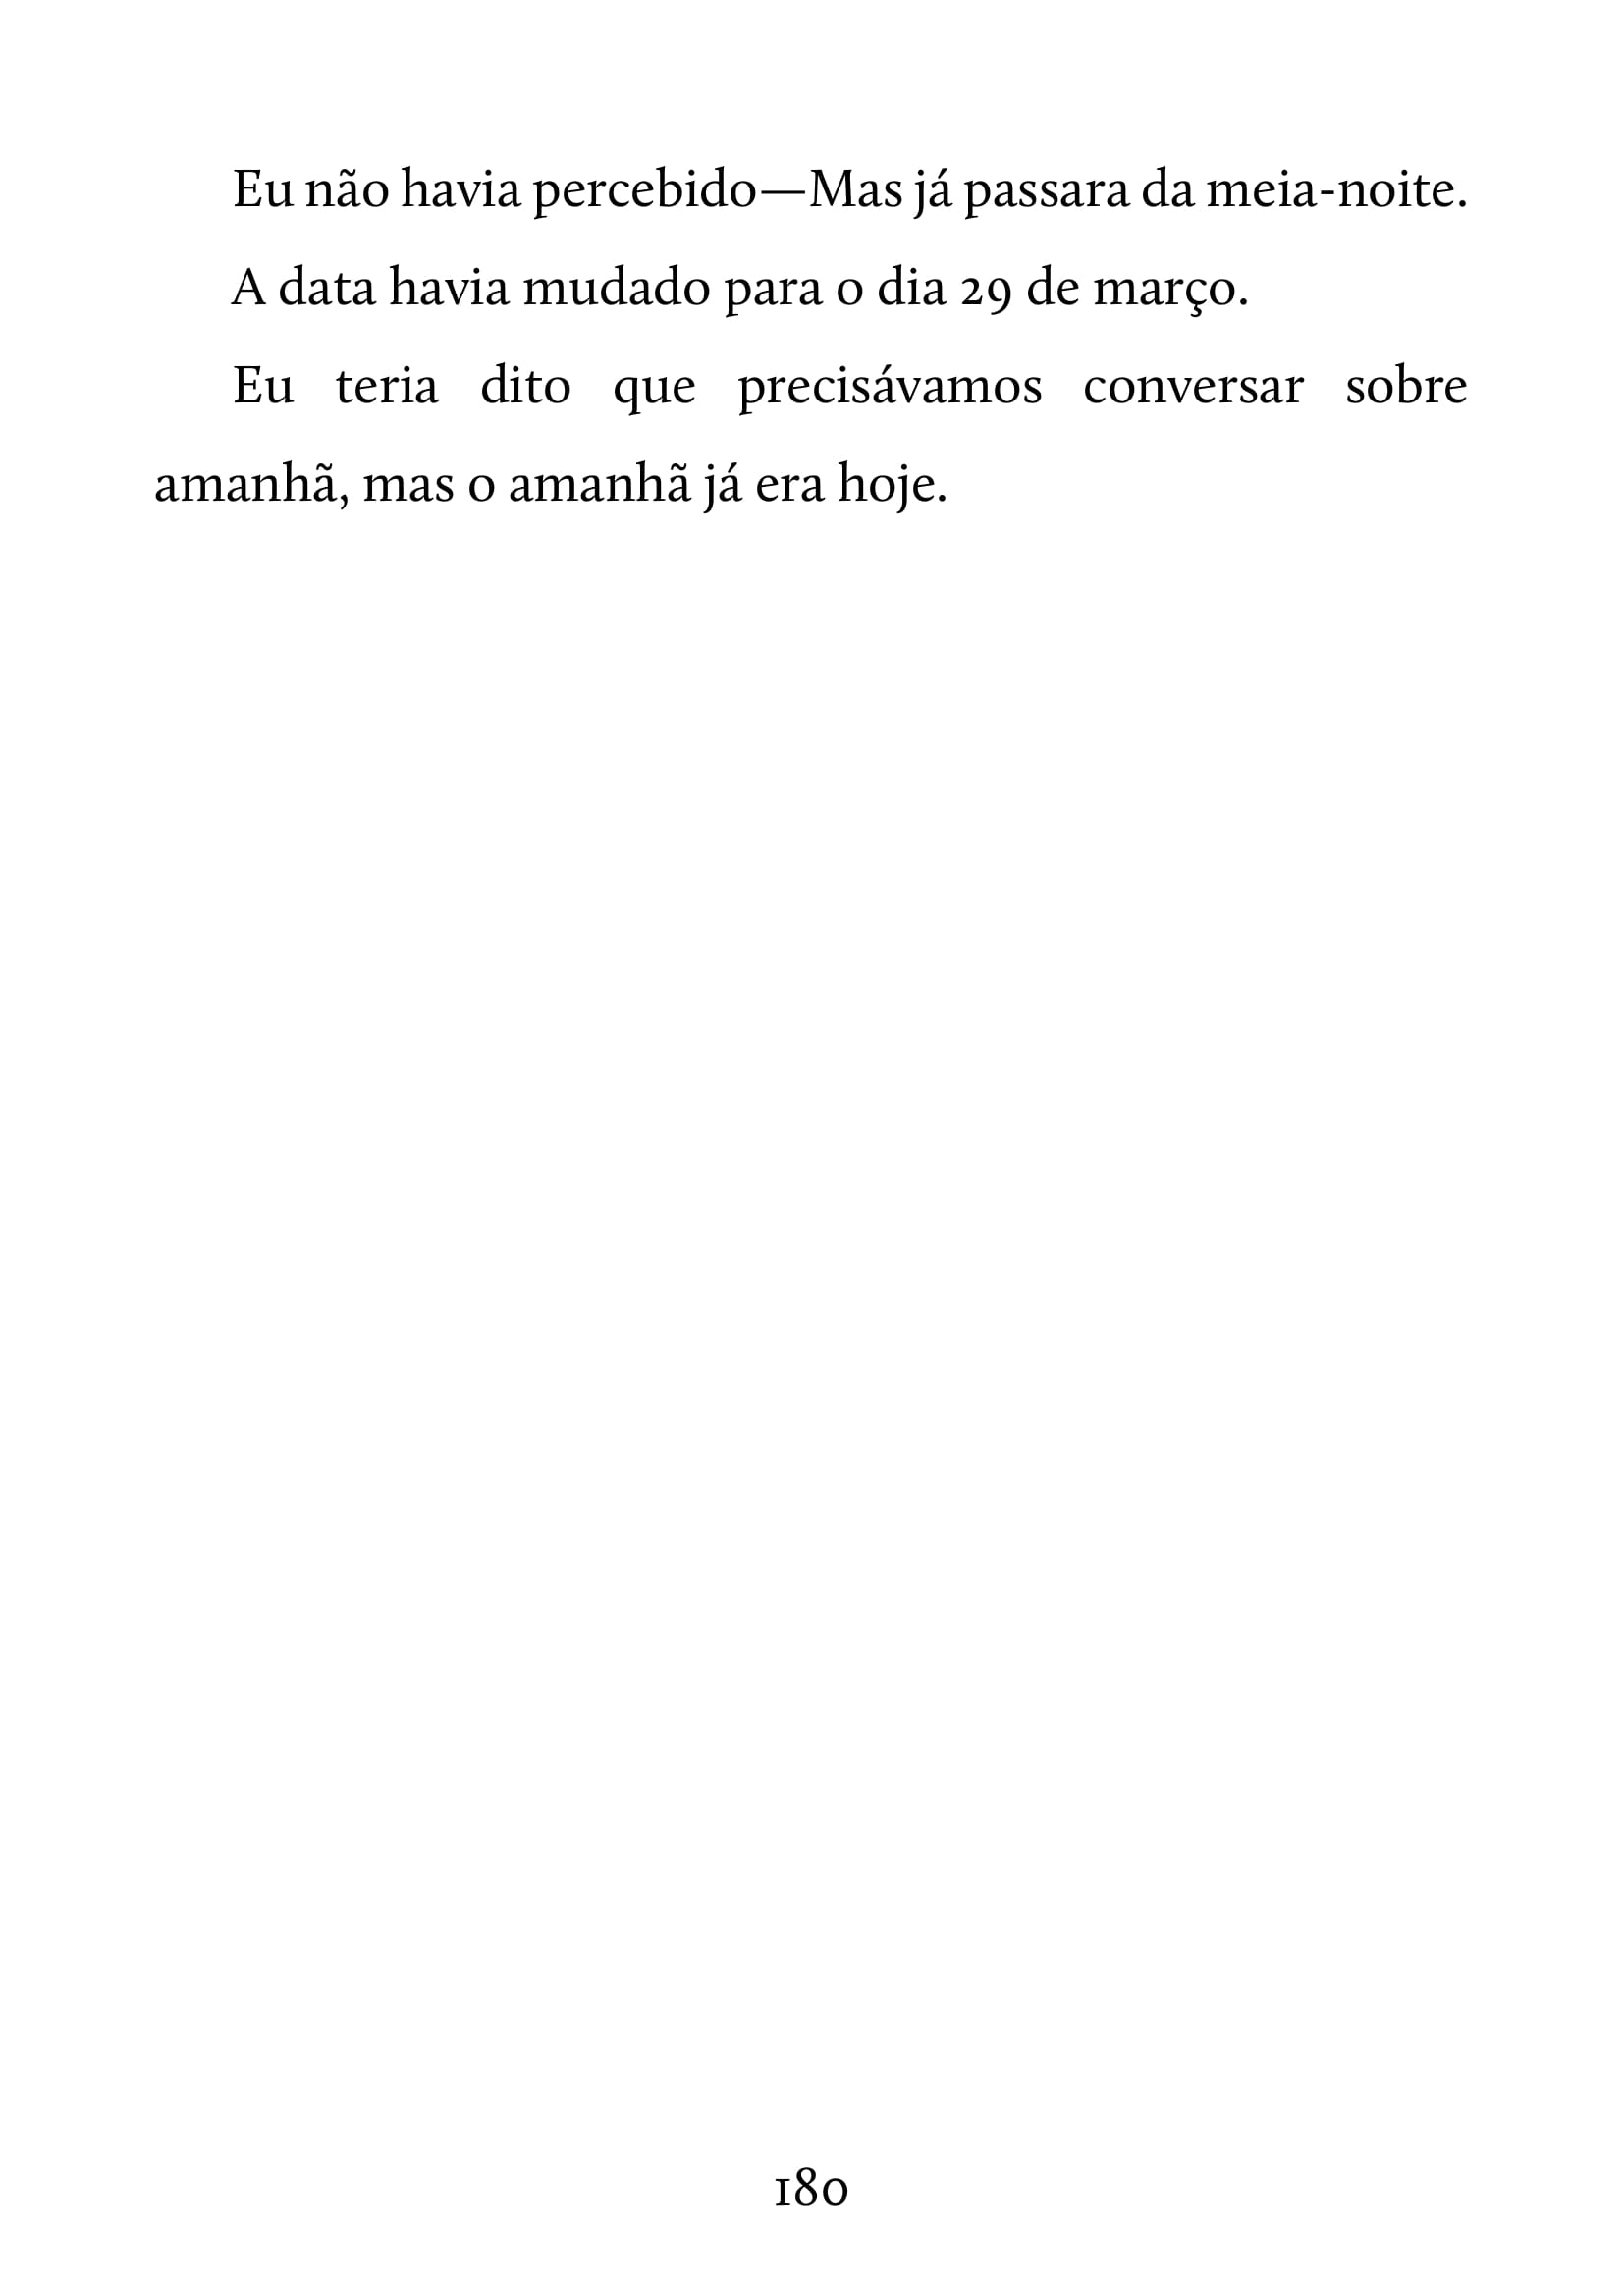 Eu não havia percebido—Mas já passara da meia-noite.
A data havia mudado para o dia 29 de março.
Eu teria dito que precisávamos conversar sobre
amanhã, mas o amanhã já era hoje.
180